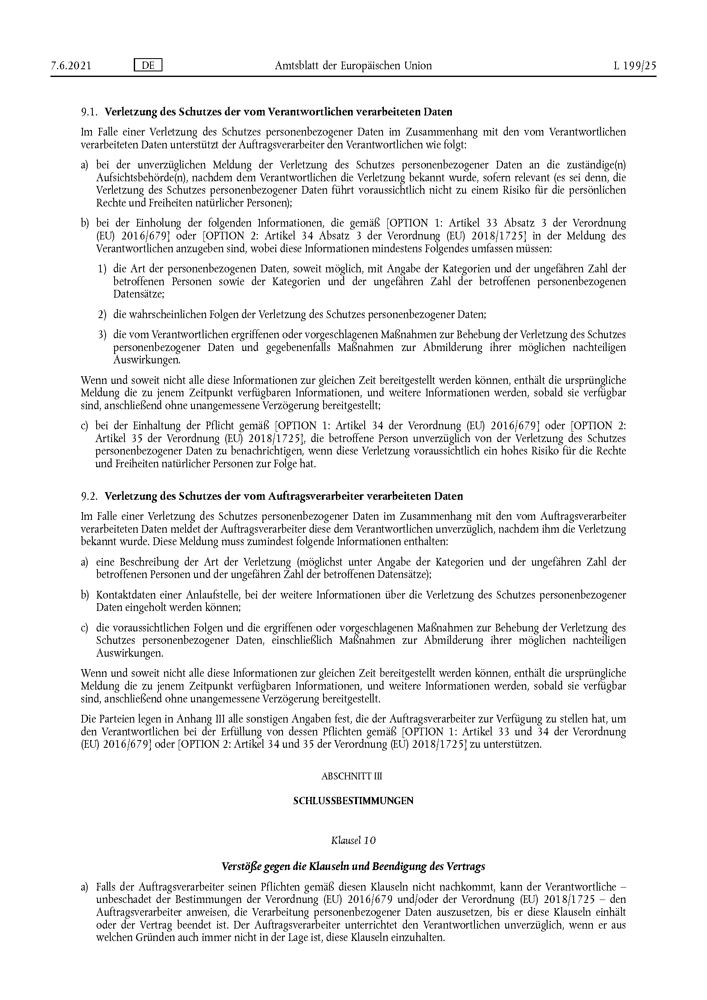 7.6.2021
DE
Amtsblatt der Europäischen Union
L 199/25
9.1. Verletzung des Schutzes der vom Verantwortlichen verarbeiteten Daten
Im Falle einer Verletzung des Schutzes personenbezogener Daten im Zusammenhang mit den vom Verantwortlichen
verarbeiteten Daten unterstützt der Auftragsverarbeiter den Verantwortlichen wie folgt:
a) bei der unverzüglichen Meldung der Verletzung des Schutzes personenbezogener Daten an die zuständige(n)
Aufsichtsbehörde(n), nachdem dem Verantwortlichen die Verletzung bekannt wurde, sofern relevant (es sei denn, die
Verletzung des Schutzes personenbezogener Daten führt voraussichtlich nicht zu einem Risiko für die persönlichen
Rechte und Freiheiten natürlicher Personen);
b) bei der Einholung der folgenden Informationen, die gemäß [OPTION 1: Artikel 33 Absatz 3 der Verordnung
(EU) 2016/679] oder [OPTION 2: Artikel 34 Absatz 3 der Verordnung (EU) 2018/1725] in der Meldung des
Verantwortlichen anzugeben sind, wobei diese Informationen mindestens Folgendes umfassen müssen:
1) die Art der personenbezogenen Daten, soweit möglich, mit Angabe der Kategorien und der ungefähren Zahl der
betroffenen Personen sowie der Kategorien und der ungefähren Zahl der betroffenen personenbezogenen
Datensätze;
2) die wahrscheinlichen Folgen der Verletzung des Schutzes personenbezogener Daten;
3) die vom Verantwortlichen ergriffenen oder vorgeschlagenen Maßnahmen zur Behebung der Verletzung des Schutzes
personenbezogener Daten und gegebenenfalls Maßnahmen zur Abmilderung ihrer möglichen nachteiligen
Auswirkungen.
Wenn und soweit nicht alle diese Informationen zur gleichen Zeit bereitgestellt werden können, enthält die ursprüngliche
Meldung die zu jenem Zeitpunkt verfügbaren Informationen, und weitere Informationen werden, sobald sie verfügbar
sind, anschließend ohne unangemessene Verzögerung bereitgestellt;
c) bei der Einhaltung der Pflicht gemäß [OPTION 1: Artikel 34 der Verordnung (EU) 2016/679] oder [OPTION 2:
Artikel 35 der Verordnung (EU) 2018/1725], die betroffene Person unverzüglich von der Verletzung des Schutzes
personenbezogener Daten zu benachrichtigen, wenn diese Verletzung voraussichtlich ein hohes Risiko für die Rechte
und Freiheiten natürlicher Personen zur Folge hat.
9.2. Verletzung des Schutzes der vom Auftragsverarbeiter verarbeiteten Daten
Im Falle einer Verletzung des Schutzes personenbezogener Daten im Zusammenhang mit den vom Auftragsverarbeiter
verarbeiteten Daten meldet der Auftragsverarbeiter diese dem Verantwortlichen unverzüglich, nachdem ihm die Verletzung
bekannt wurde. Diese Meldung muss zumindest folgende Informationen enthalten:
a) eine Beschreibung der Art der Verletzung (möglichst unter Angabe der Kategorien und der ungefähren Zahl der
betroffenen Personen und der ungefähren Zahl der betroffenen Datensätze);
b) Kontaktdaten einer Anlaufstelle, bei der weitere Informationen über die Verletzung des Schutzes personenbezogener
Daten eingeholt werden können;
c) die voraussichtlichen Folgen und die ergriffenen oder vorgeschlagenen Maßnahmen zur Behebung der Verletzung des
Schutzes personenbezogener Daten, einschließlich Maßnahmen zur Abmilderung ihrer möglichen nachteiligen
Auswirkungen.
Wenn und soweit nicht alle diese Informationen zur gleichen Zeit bereitgestellt werden können, enthält die ursprüngliche
Meldung die zu jenem Zeitpunkt verfügbaren Informationen, und weitere Informationen werden, sobald sie verfügbar
sind, anschließend ohne unangemessene Verzögerung bereitgestellt.
Die Parteien legen in Anhang III alle sonstigen Angaben fest, die der Auftragsverarbeiter zur Verfügung zu stellen hat, um
den Verantwortlichen bei der Erfüllung von dessen Pflichten gemäß [OPTION 1: Artikel 33 und 34 der Verordnung
(EU) 2016/679] oder [OPTION 2: Artikel 34 und 35 der Verordnung (EU) 2018/1725] zu unterstützen.
ABSCHNITT III
SCHLUSSBESTIMMUNGEN
Klausel 10
Verstöße gegen die Klauseln und Beendigung des Vertrags
a) Falls der Auftragsverarbeiter seinen Pflichten gemäß diesen Klauseln nicht nachkommt, kann der Verantwortliche –
unbeschadet der Bestimmungen der Verordnung (EU) 2016/679 und/oder der Verordnung (EU) 2018/1725 – den
Auftragsverarbeiter anweisen, die Verarbeitung personenbezogener Daten auszusetzen, bis er diese Klauseln einhält
oder der Vertrag beendet ist. Der Auftragsverarbeiter unterrichtet den Verantwortlichen unverzüglich, wenn er aus
welchen Gründen auch immer nicht in der Lage ist, diese Klauseln einzuhalten.